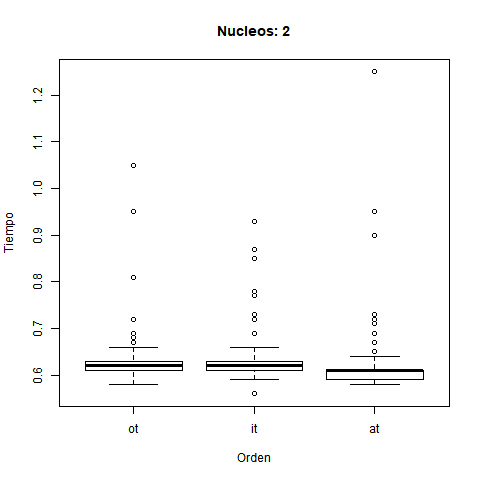 Nucleos: 2
1.2
1.1
1.0
0.9
0.8
0.7
0.6
Tiempo
ot it at
Orden